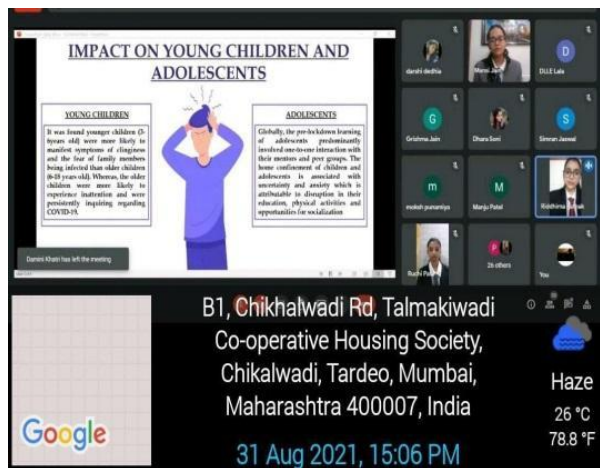 IMPACT ON YOUNG CHILDREN AND
ADOLESCENTS
YOUNG CHILDREN
It was found younger children (3-
6years old) were more likely to
manifest symptoms of clinginess
and the fear of family members
being infected than older children
(6-18 years old). Whereas, the older
children were more likely to
experience inattention and were
persistently inquiring regarding
COVID-19.
ADOLESCENTS
Globally, the pre-lockdown learning
of adolescents predominantly
involved one-to-one interaction with
their mentors and peer groups. The
home confinement of children and
adolescents is associated with
uncertainty and anxiety which is
attributable to disruption in their
education, physical activities and
opportunities for socialization
Damini Khatri has left the meeting
darshi dedhia
Mansi Jain
D
DLLE Lala
G
Grishma Jain
Dhara Soni
S
Simran Jaiswal
m
moksh punamiya
M
Manju Patel
Riddhima
Ruchi
P
26 others
You
B1, Chikhalwadi Rd, Talmakiwadi
Co-operative Housing Society,
Chikalwadi, Tardeo, Mumbai,
Maharashtra 400007, India
31 Aug 2021, 15:06 PM
Google
Haze
26 °C
78.8 °F